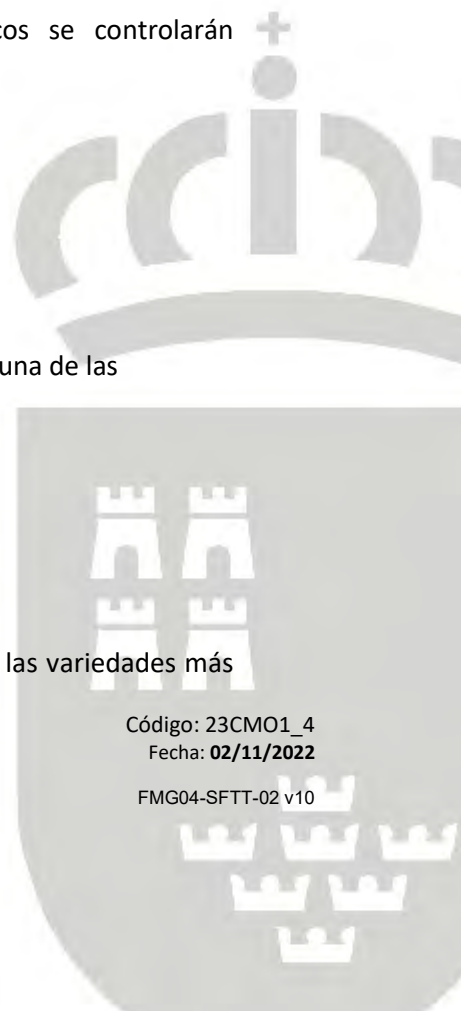 cos se controlarán
una de las
las variedades más
Código: 23CMO1_4
Fecha: 02/11/2022
FMG04-SFTT-02 v10